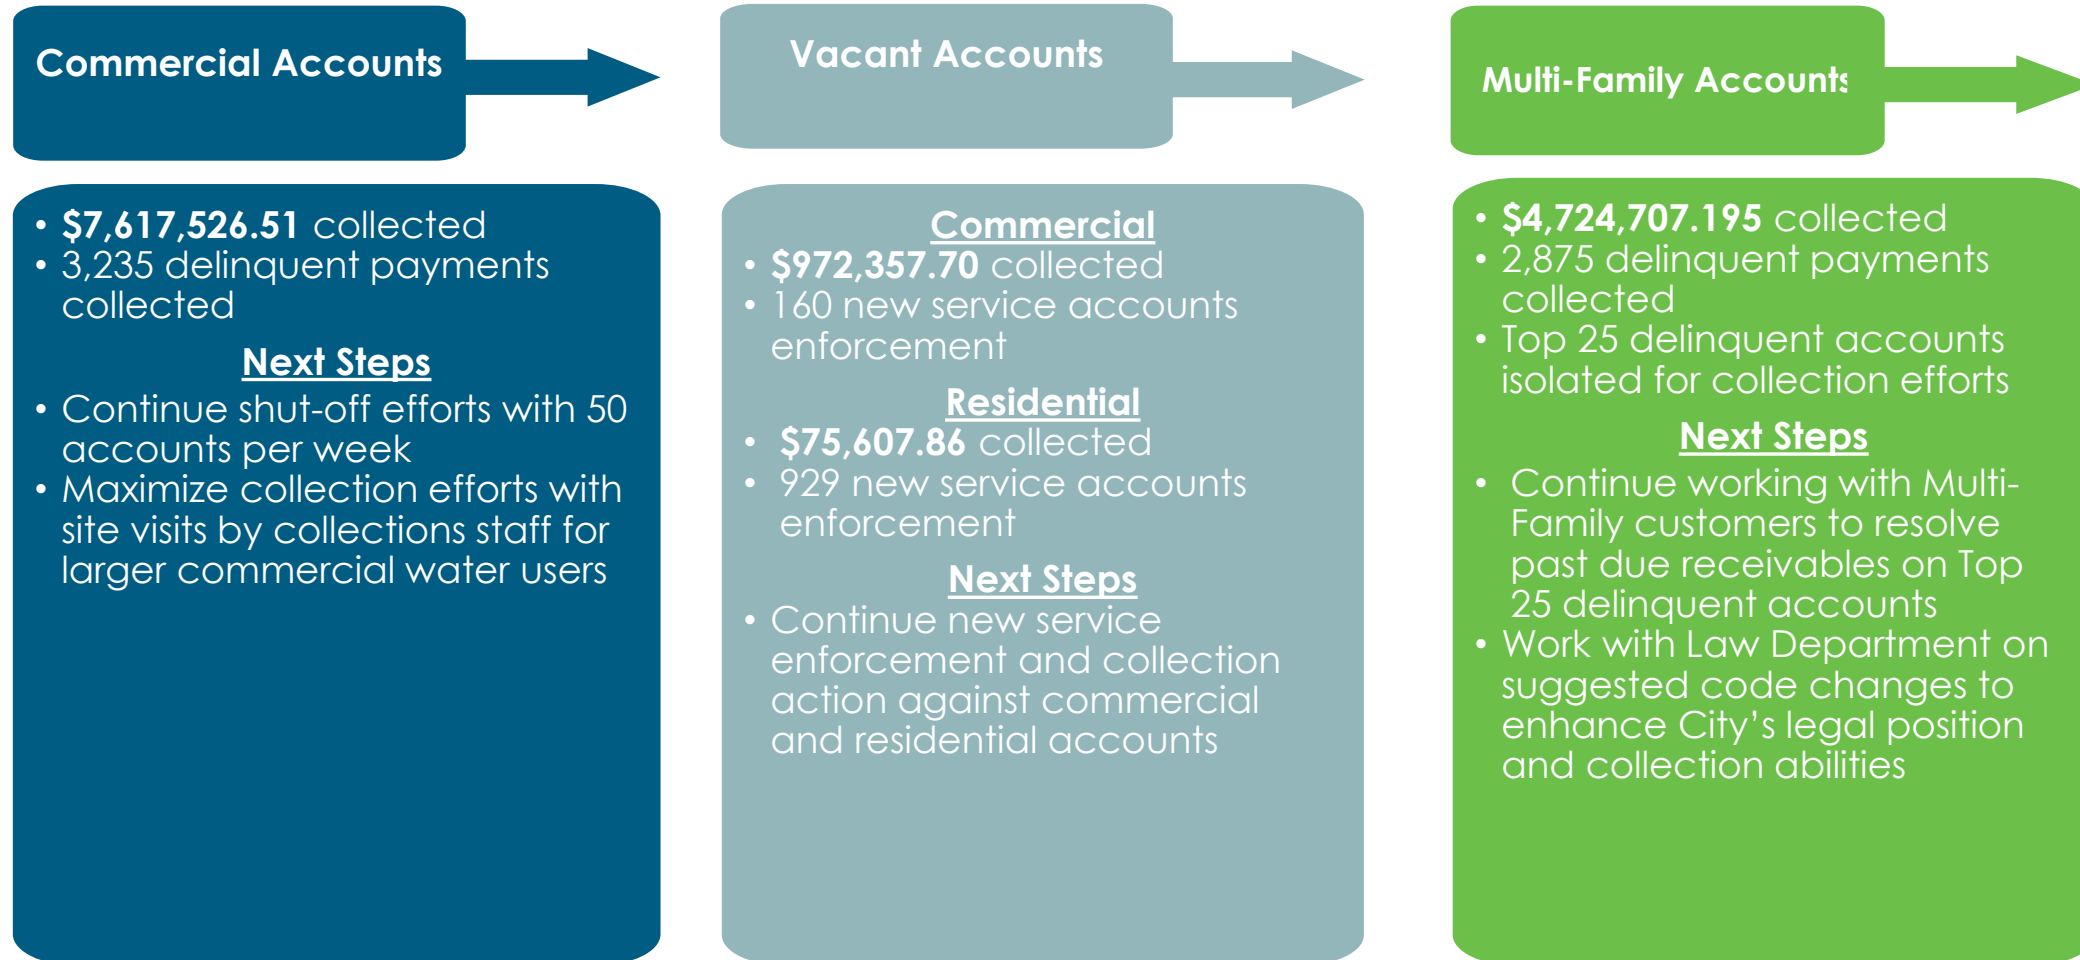 Commercial Accounts
• $7,617,526.51 collected
• 3,235 delinquent payments
collected
Next Steps
• Continue shut-off efforts with 50
accounts per week
• Maximize collection efforts with
site visits by collections staff for
larger commercial water users
Vacant Accounts
Commercial
• $972,357.70 collected
• 160 new service accounts
enforcement
Residential
• $75,607.86 collected
• 929 new service accounts
enforcement
Next Steps
• Continue new service
enforcement and collection
action against commercial
and residential accounts
Multi-Family Accounts
• $4,724,707.195 collected
• 2,875 delinquent payments
collected
• Top 25 delinquent accounts
isolated for collection efforts
Next Steps
• Continue working with Multi-
Family customers to resolve
past due receivables on Top
25 delinquent accounts
• Work with Law Department on
suggested code changes to
enhance City’s legal position
and collection abilities